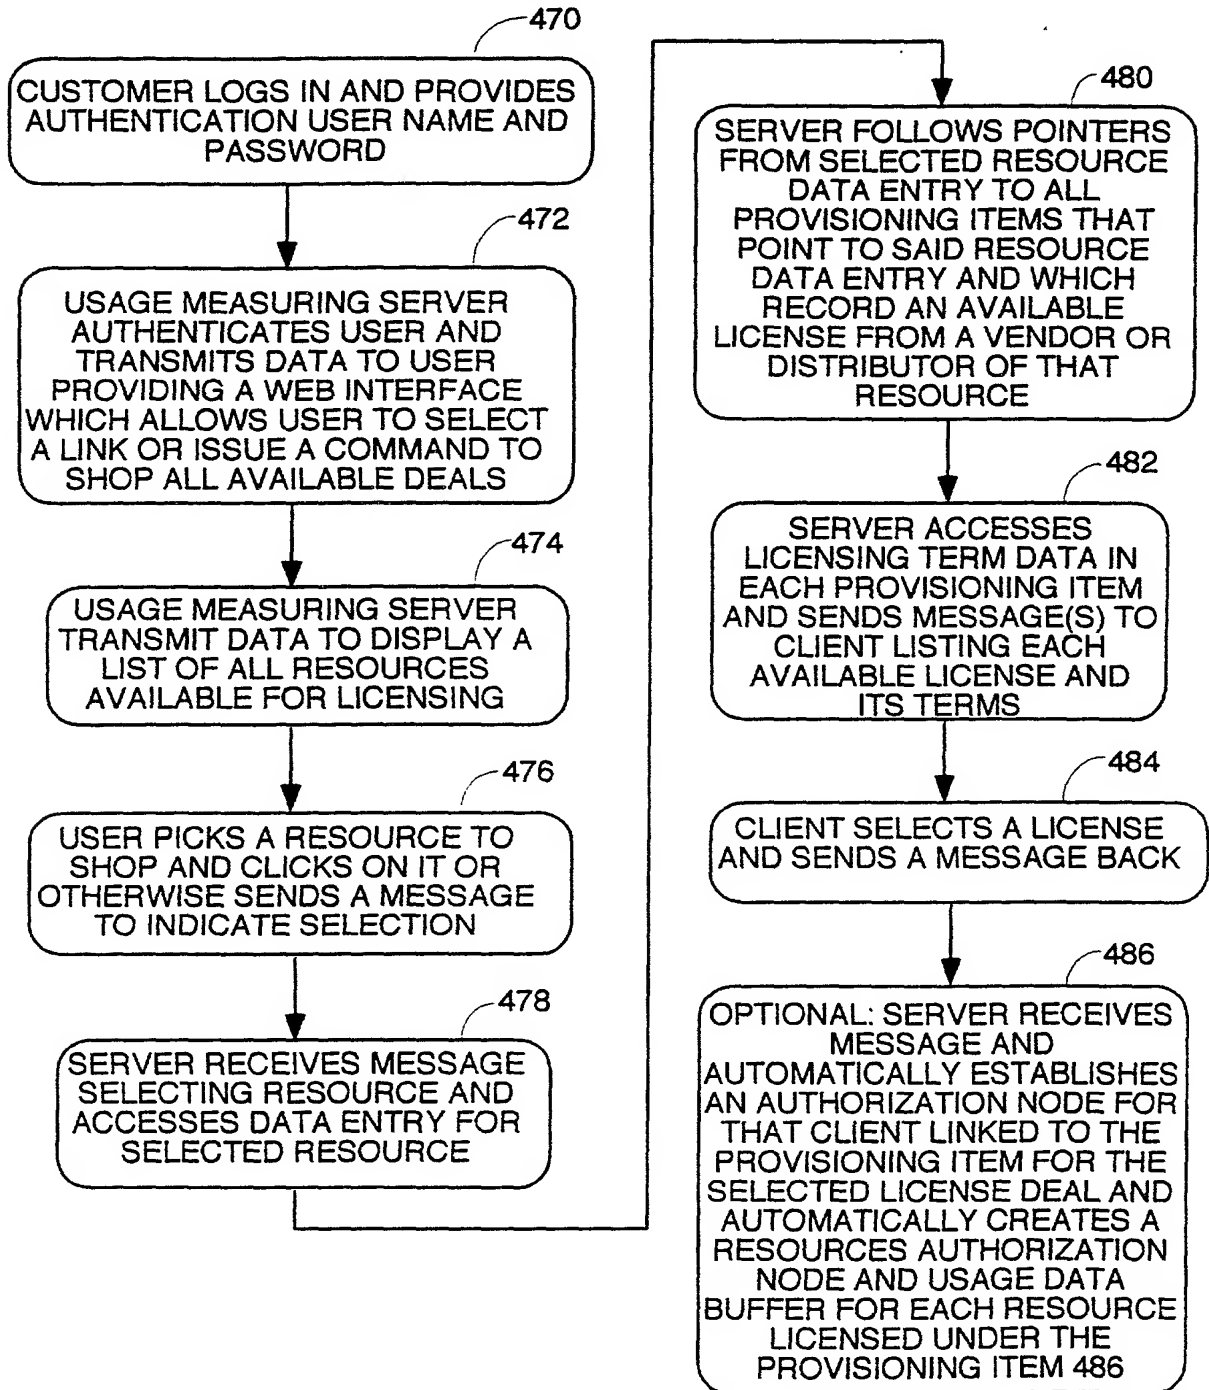 470
CUSTOMER LOGS IN AND PROVIDES
AUTHENTICATION USER NAME AND
PASSWORD
472
USAGE MEASURING SERVER
AUTHENTICATES USER AND
TRANSMITS DATA TO USER
PROVIDING A WEB INTERFACE
WHICH ALLOWS USER TO SELECT
A LINK OR ISSUE A COMMAND TO
SHOP ALL AVAILABLE DEALS
474
USAGE MEASURING SERVER
TRANSMIT DATA TO DISPLAY A
LIST OF ALL RESOURCES
AVAILABLE FOR LICENSING
476
USER PICKS A RESOURCE TO
SHOP AND CLICKS ON IT OR
OTHERWISE SENDS A MESSAGE
TO INDICATE SELECTION
478
SERVER RECEIVES MESSAGE
SELECTING RESOURCE AND
ACCESSES DATA ENTRY FOR
SELECTED RESOURCE
480
SERVER FOLLOWS POINTERS
FROM SELECTED RESOURCE
DATA ENTRY TO ALL
PROVISIONING ITEMS THAT
POINT TO SAID RESOURCE
DATA ENTRY AND WHICH
RECORD AN AVAILABLE
LICENSE FROM A VENDOR OR
DISTRIBUTOR OF THAT
RESOURCE
482
SERVER ACCESSES
LICENSING TERM DATA IN
EACH PROVISIONING ITEM
AND SENDS MESSAGE(S) TO
CLIENT LISTING EACH
AVAILABLE LICENSE AND
ITS TERMS
484
CLIENT SELECTS A LICENSE
AND SENDS A MESSAGE BACK
486
OPTIONAL: SERVER RECEIVES
MESSAGE AND
AUTOMATICALLY ESTABLISHES
AN AUTHORIZATION NODE FOR
THAT CLIENT LINKED TO THE
PROVISIONING ITEM FOR THE
SELECTED LICENSE DEAL AND
AUTOMATICALLY CREATES A
RESOURCES AUTHORIZATION
NODE AND USAGE DATA
BUFFER FOR EACH RESOURCE
LICENSED UNDER THE
PROVISIONING ITEM 486